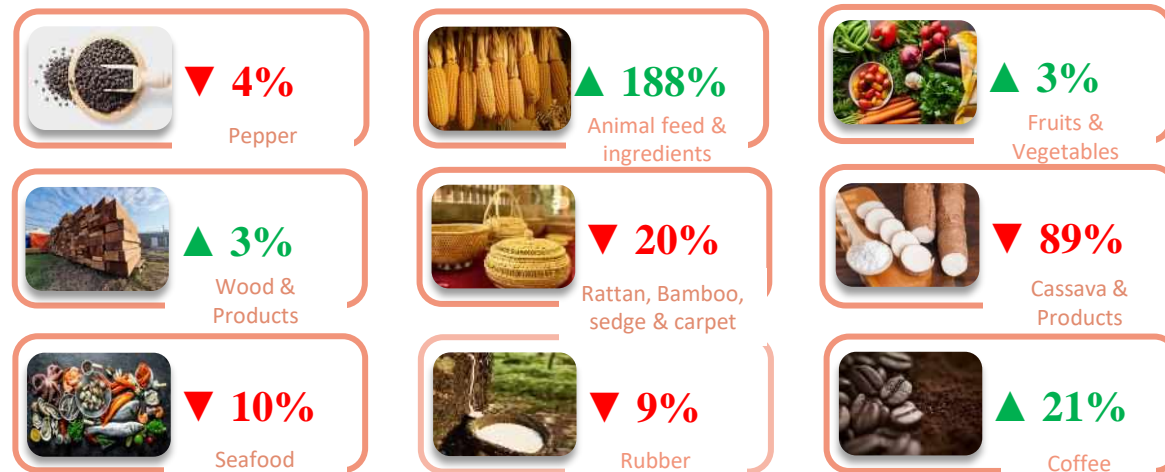 ▼ 4%
Pepper
▲ 188%
Animal feed &
ingredients
▲ 3%
Fruits &
Vegetables
▲ 3%
Wood &
Products
▼ 20%
Rattan, Bamboo,
sedge & carpet
▼ 89%
Cassava &
Products
▼ 10%
Seafood
▼ 9%
Rubber
▲ 21%
Coffee